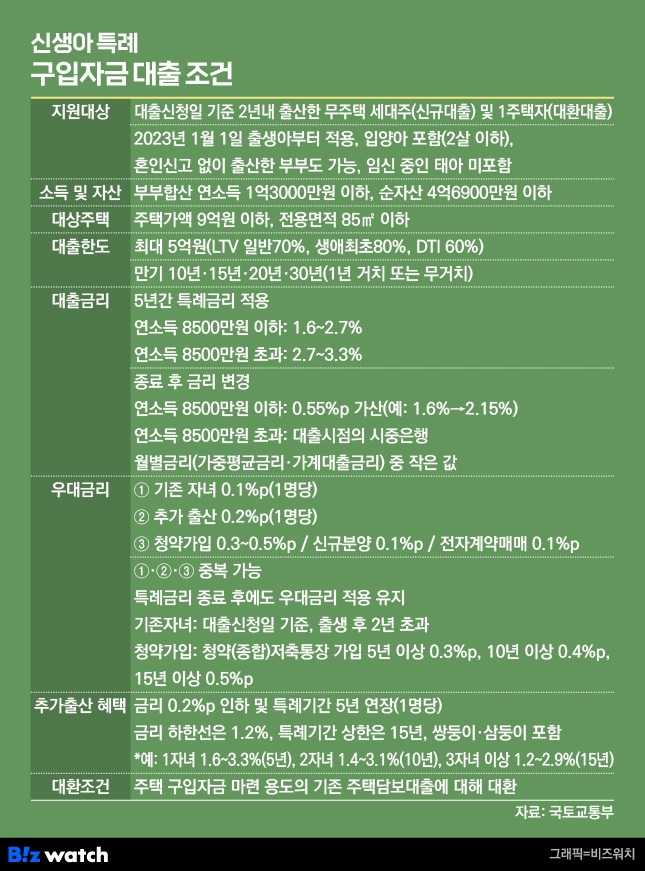 신생아 특례
구입자금 대출 조건
지원대상 대출신청일 기준 2년내 출산한 무주택 세대주(신규대출) 및 1주택자(대환대출)
2023년 1월 1일 출생아부터 적용, 입양아 포함(2살 이하),
혼인신고 없이 출산한 부부도 가능, 임신 중인 태아 미포함
소득 및 자산 부부합산 연소득 1억3000만원 이하, 순자산 4억6900만원 이하
대상주택 주택가액 9억원 이하, 전용면적 85㎡ 이하
대출한도 최대 5억원(LTV 일반70%, 생애최초80%, DTI 60%)
만기 10년·15년·20년·30년(1년 거치 또는 무거치)
대출금리 5년간 특례금리 적용
연소득 8500만원 이하: 1.6~2.7%
연소득 8500만원 초과: 2.7~3.3%
종료 후 금리 변경
연소득 8500만원 이하: 0.55%p 가산(예: 1.6%→2.15%)
연소득 8500만원 초과: 대출시점의 시중은행
월별금리(가중평균금리·가계대출금리) 중 작은 값
우대금리 ① 기존 자녀 0.1%p(1명당)
② 추가 출산 0.2%p(1명당)
③ 청약가입 0.3~0.5%p / 신규분양 0.1%p / 전자계약매매 0.1%p
①·②·③ 중복 가능
특례금리 종료 후에도 우대금리 적용 유지
기존자녀: 대출신청일 기준, 출생 후 2년 초과
청약가입: 청약(종합)저축통장 가입 5년 이상 0.3%p, 10년 이상 0.4%p,
15년 이상 0.5%p
추가출산 혜택 금리 0.2%p 인하 및 특례기간 5년 연장(1명당)
금리 하한선은 1.2%, 특례기간 상한은 15년, 쌍둥이·삼둥이 포함
*예: 1자녀 1.6~3.3%(5년), 2자녀 1.4~3.1%(10년), 3자녀 이상 1.2~2.9%(15년)
대환조건 주택 구입자금 마련 용도의 기존 주택담보대출에 대해 대환
자료: 국토교통부
B!z watch 그래픽=비즈워치